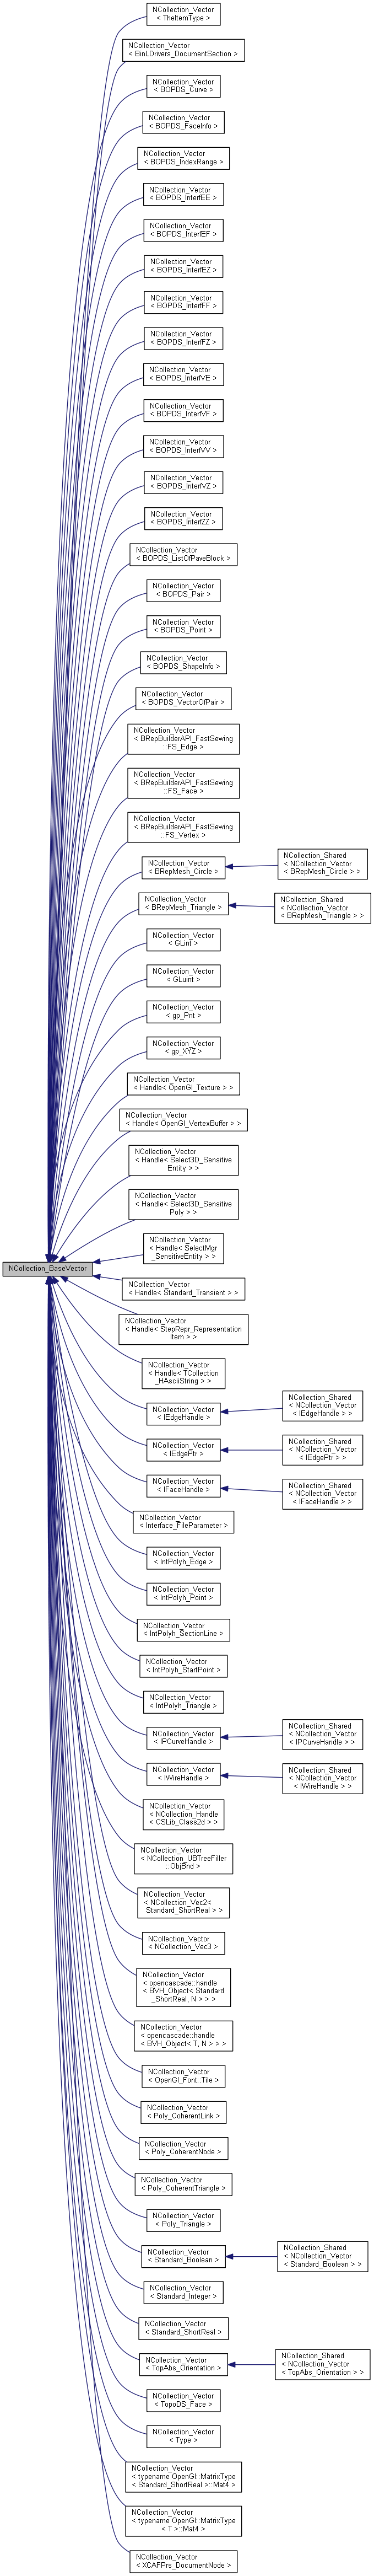 NCollection_Vector
< TheItemType >
NCollection_Vector
< BinLDrivers_DocumentSection >
NCollection_Vector
< BOPDS_Curve >
NCollection_Vector
< BOPDS_FaceInfo >
NCollection_Vector
< BOPDS_IndexRange >
NCollection_Vector
< BOPDS_InterfEE >
NCollection_Vector
< BOPDS_InterfEF >
NCollection_Vector
< BOPDS_InterfEZ >
NCollection_Vector
< BOPDS_InterfFF >
NCollection_Vector
< BOPDS_InterfFZ >
NCollection_Vector
< BOPDS_InterfVE >
NCollection_Vector
< BOPDS_InterfVF >
NCollection_Vector
< BOPDS_InterfVV >
NCollection_Vector
< BOPDS_InterfVZ >
NCollection_Vector
< BOPDS_InterfZZ >
NCollection_Vector
< BOPDS_ListOfPaveBlock >
NCollection_Vector
< BOPDS_Pair >
NCollection_Vector
< BOPDS_Point >
NCollection_Vector
< BOPDS_ShapeInfo >
NCollection_Vector
< BOPDS_VectorOfPair >
NCollection_Vector
< BRepBuilderAPI_FastSewing
::FS_Edge >
NCollection_Vector
< BRepBuilderAPI_FastSewing
::FS_Face >
NCollection_Vector
< BRepBuilderAPI_FastSewing
::FS_Vertex >
NCollection_Vector
< BRepMesh_Circle >
NCollection_Shared
< NCollection_Vector
< BRepMesh_Circle > >
NCollection_Vector
< BRepMesh_Triangle >
NCollection_Shared
< NCollection_Vector
< BRepMesh_Triangle > >
NCollection_Vector
< GLint >
NCollection_Vector
< GLuint >
NCollection_Vector
< gp_Pnt >
NCollection_Vector
< gp_XYZ >
NCollection_Vector
< Handle< OpenGl_Texture > >
NCollection_Vector
< Handle< OpenGl_VertexBuffer > >
NCollection_Vector
< Handle< Select3D_Sensitive
Entity > >
NCollection_Vector
< Handle< Select3D_Sensitive
Poly > >
NCollection_Vector
< Handle< SelectMgr
_SensitiveEntity > >
NCollection_BaseVector
NCollection_Vector
< Handle< Standard_Transient > >
NCollection_Vector
< Handle< StepRepr_Representation
Item > >
NCollection_Vector
< Handle< TCollection
_HAsciiString > >
NCollection_Vector
< IEdgeHandle >
NCollection_Shared
< NCollection_Vector
< IEdgeHandle > >
NCollection_Vector
< IEdgePtr >
NCollection_Shared
< NCollection_Vector
< IEdgePtr > >
NCollection_Vector
< IFaceHandle >
NCollection_Shared
< NCollection_Vector
< IFaceHandle > >
NCollection_Vector
< Interface_FileParameter >
NCollection_Vector
< IntPolyh_Edge >
NCollection_Vector
< IntPolyh_Point >
NCollection_Vector
< IntPolyh_SectionLine >
NCollection_Vector
< IntPolyh_StartPoint >
NCollection_Vector
< IntPolyh_Triangle >
NCollection_Vector
< IPCurveHandle >
NCollection_Shared
< NCollection_Vector
< IPCurveHandle > >
NCollection_Vector
< IWireHandle >
NCollection_Shared
< NCollection_Vector
< IWireHandle > >
NCollection_Vector
< NCollection_Handle
< CSLib_Class2d > >
NCollection_Vector
< NCollection_UBTreeFiller
::ObjBnd >
NCollection_Vector
< NCollection_Vec2<
Standard_ShortReal > >
NCollection_Vector
< NCollection_Vec3 >
NCollection_Vector
< opencascade::handle
< BVH_Object< Standard
_ShortReal, N > > >
NCollection_Vector
< opencascade::handle
< BVH_Object< T, N > > >
NCollection_Vector
< OpenGl_Font::Tile >
NCollection_Vector
< Poly_CoherentLink >
NCollection_Vector
< Poly_CoherentNode >
NCollection_Vector
< Poly_CoherentTriangle >
NCollection_Vector
< Poly_Triangle >
NCollection_Vector
< Standard_Boolean >
NCollection_Shared
< NCollection_Vector
< Standard_Boolean > >
NCollection_Vector
< Standard_Integer >
NCollection_Vector
< Standard_ShortReal >
NCollection_Vector
< TopAbs_Orientation >
NCollection_Shared
< NCollection_Vector
< TopAbs_Orientation > >
NCollection_Vector
< TopoDS_Face >
NCollection_Vector
< Type >
NCollection_Vector
< typename OpenGl::MatrixType
< Standard_ShortReal >::Mat4 >
NCollection_Vector
< typename OpenGl::MatrixType
< T >::Mat4 >
NCollection_Vector
< XCAFPrs_DocumentNode >